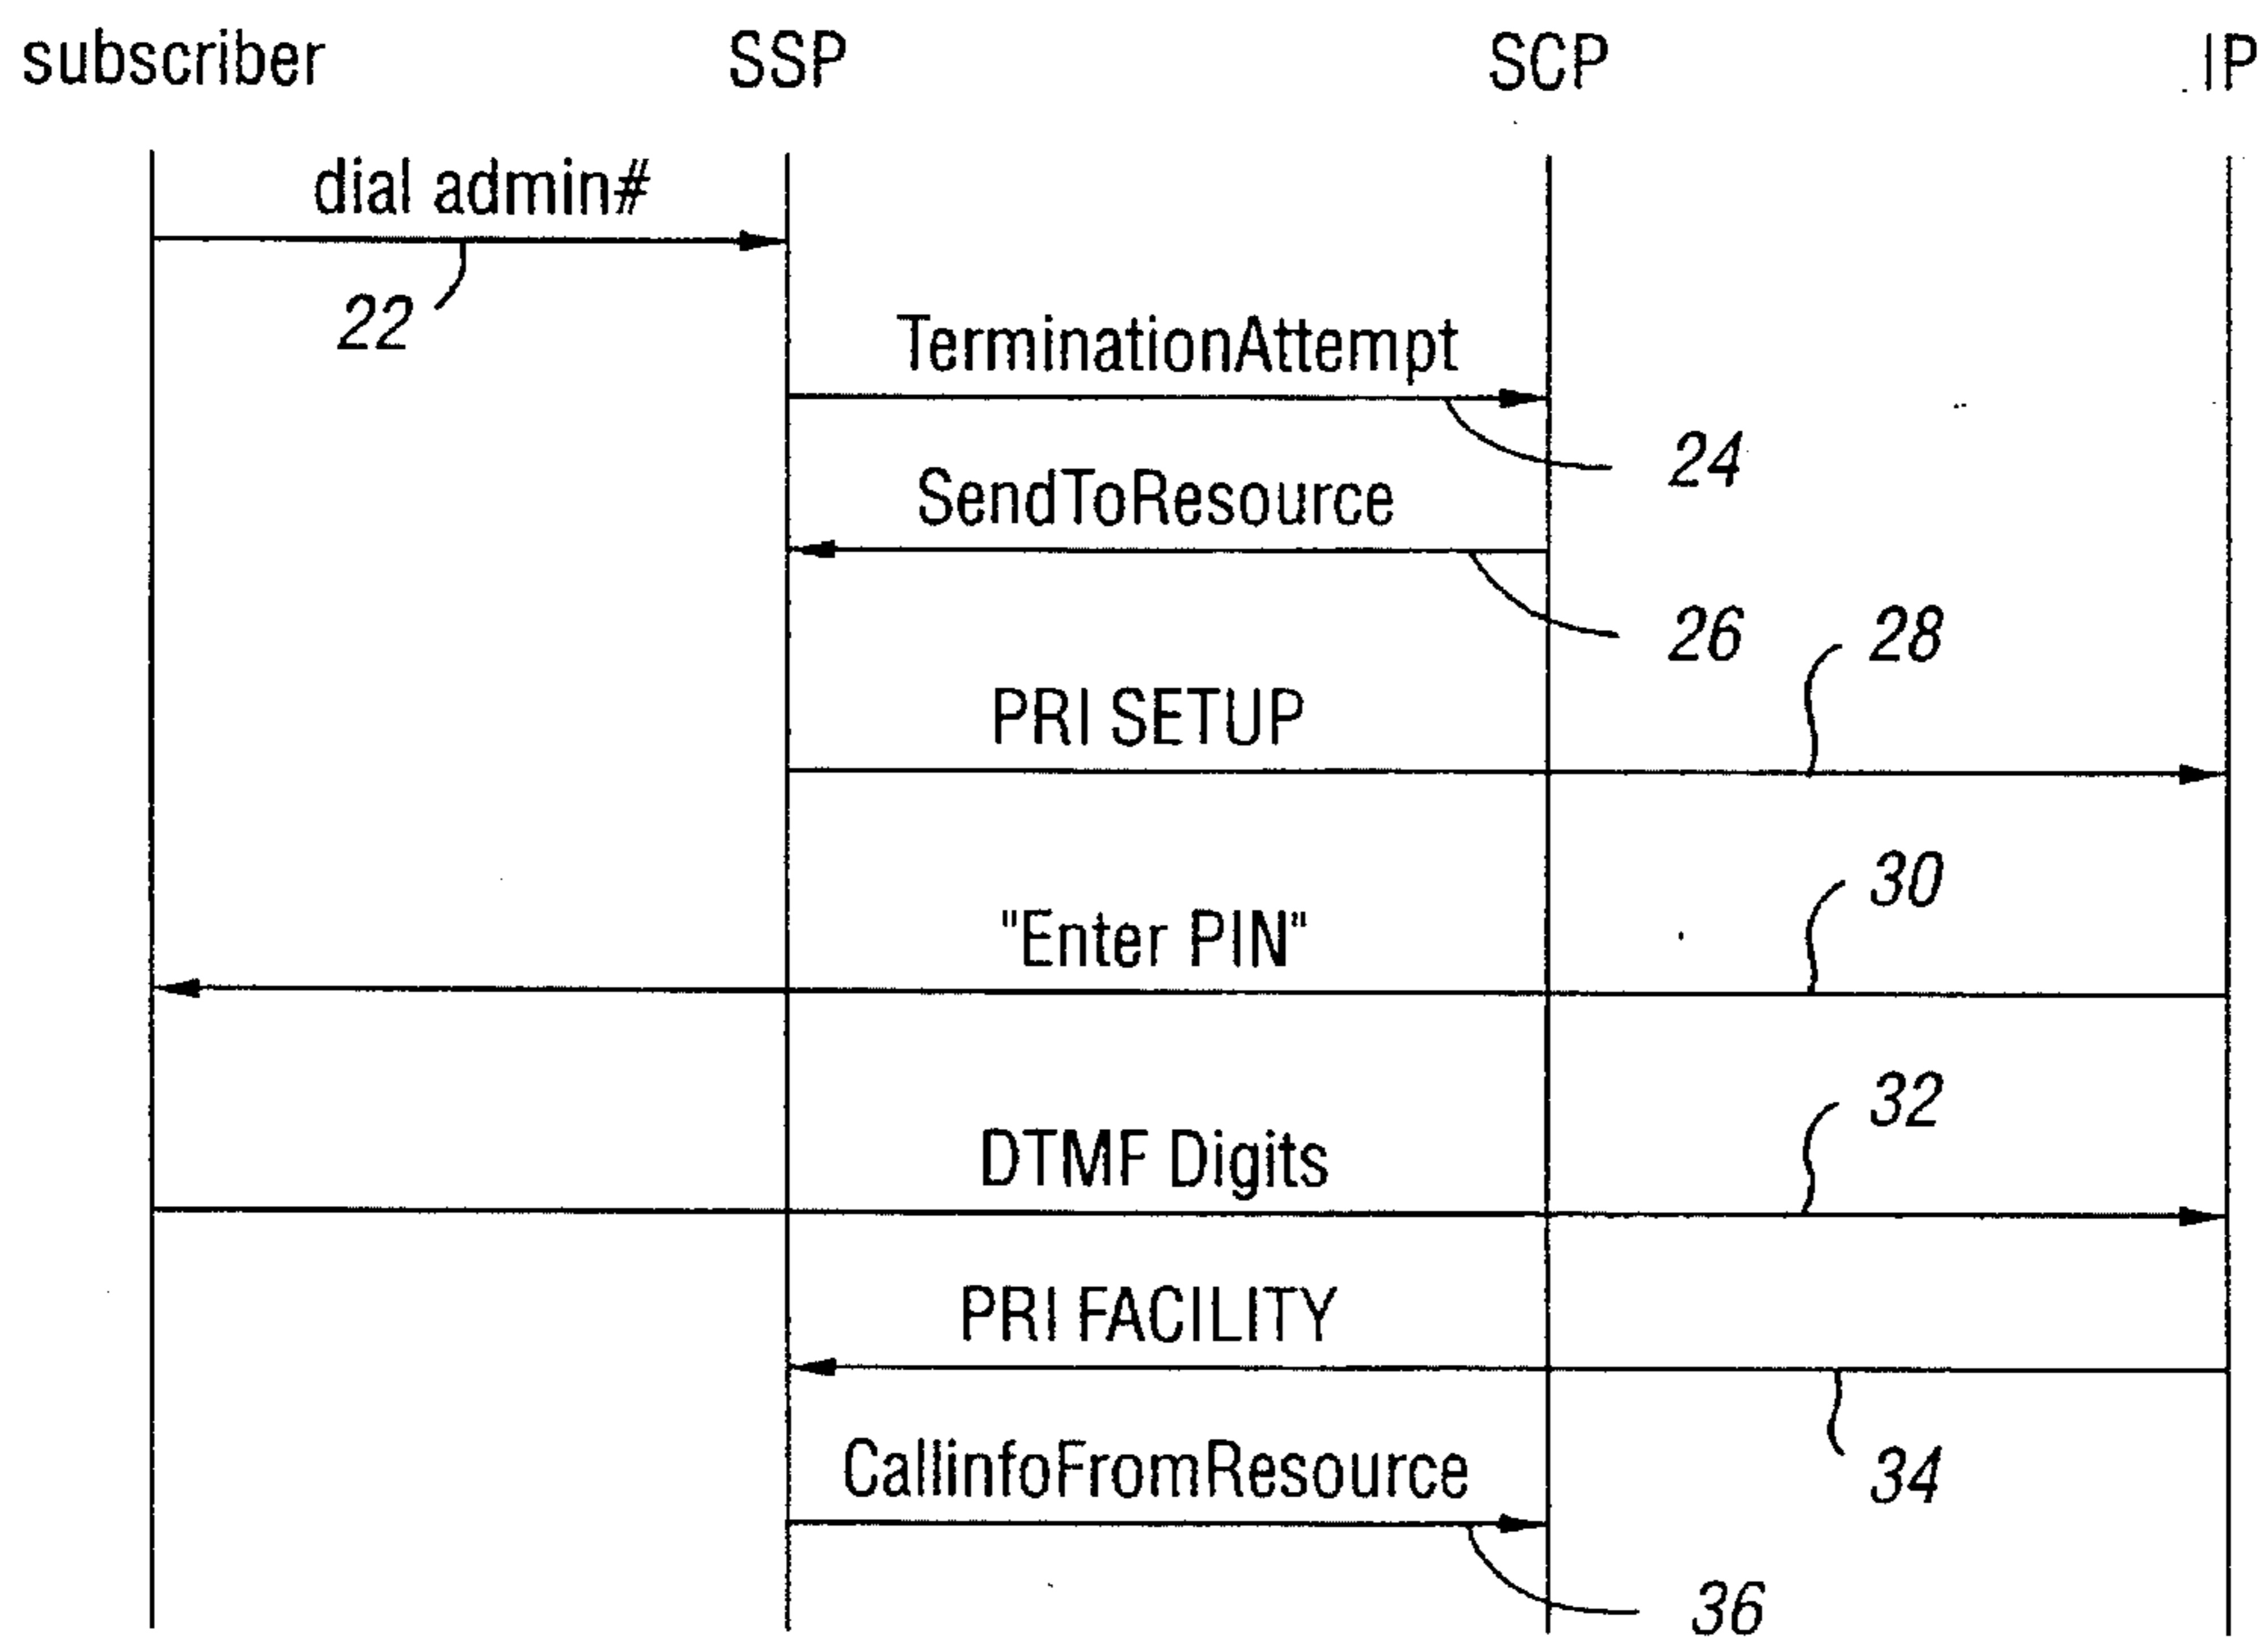 subscriber SSP SCP IP
dial admin#
22
TerminationAttempt
24
SendToResource
26 28
PRI SETUP
30
"Enter PIN"
32
DTMF Digits
PRI FACILITY
34
CallinfoFromResource
36